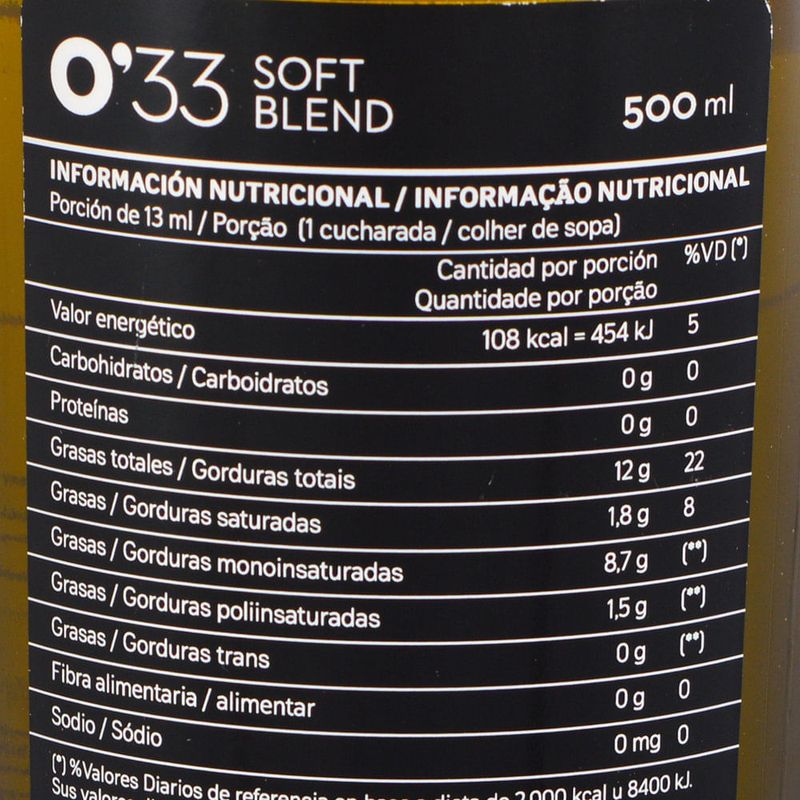 O'33 SOFT BLEND 500 ml
INFORMACIÓN NUTRICIONAL / INFORMAÇÃO NUTRICIONAL
Porción de 13 ml / Porção (1 cucharada / colher de sopa)
Cantidad por porción %VD (*)
Quantidade por porção
Valor energético 108 kcal = 454 kJ 5
Carbohidratos / Carboidratos 0 g 0
Proteínas 0 g 0
Grasas totales / Gorduras totais 12 g 22
Grasas / Gorduras saturadas 1,8 g 8
Grasas / Gorduras monoinsaturadas 8,7 g (**)
Grasas / Gorduras poliinsaturadas 1,5 g (**)
Grasas / Gorduras trans 0 g (**)
Fibra alimentaria / alimentar 0 g 0
Sodio / Sódio 0 mg 0
(*) %Valores Diarios de referencia en base a dieta de 2.000 kcal u 8400 kJ.
Sus valores